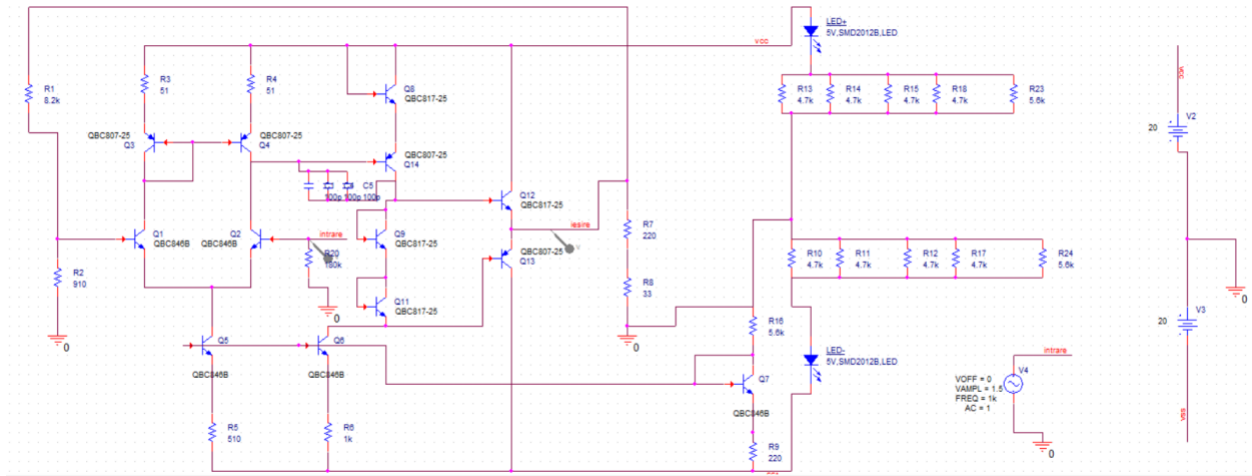 LED+
5V,SMD2012B,LED
vcc
R1
8.2k
R3
51
R4
51
Q8
QBC817-25
R13
4.7k
R14
4.7k
R15
4.7k
R18
4.7k
R23
5.6k
vcc
V2
20
QBC807-25
Q3
QBC807-25
Q4
QBC807-25
Q14
C5
100p
100p
100p
Q12
QBC817-25
iesire
Q1
QBC846B
Q2
QBC846B
intrare
R20
Q9
QBC817-25
QBC807-25
Q13
R7
220
R2
910
R8
33
R10
4.7k
R11
4.7k
R12
4.7k
R17
4.7k
R24
5.6k
0
0
0
0
Q11
QBC817-25
R16
5.6k
V3
20
Q5
QBC846B
Q6
QBC846B
LED-
5V,SMD2012B,LED
Q7
QBC846B
intrare
V4
VOFF = 0
VAMPL = 1.5
FREQ = 1k
AC = 1
vss
R5
510
R6
1k
R9
220
0